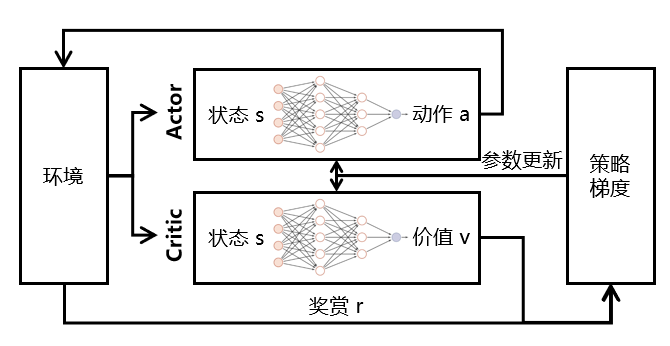 环境
Actor
状态 s
动作 a
参数更新
策略
梯度
Critic
状态 s
价值 v
奖赏 r